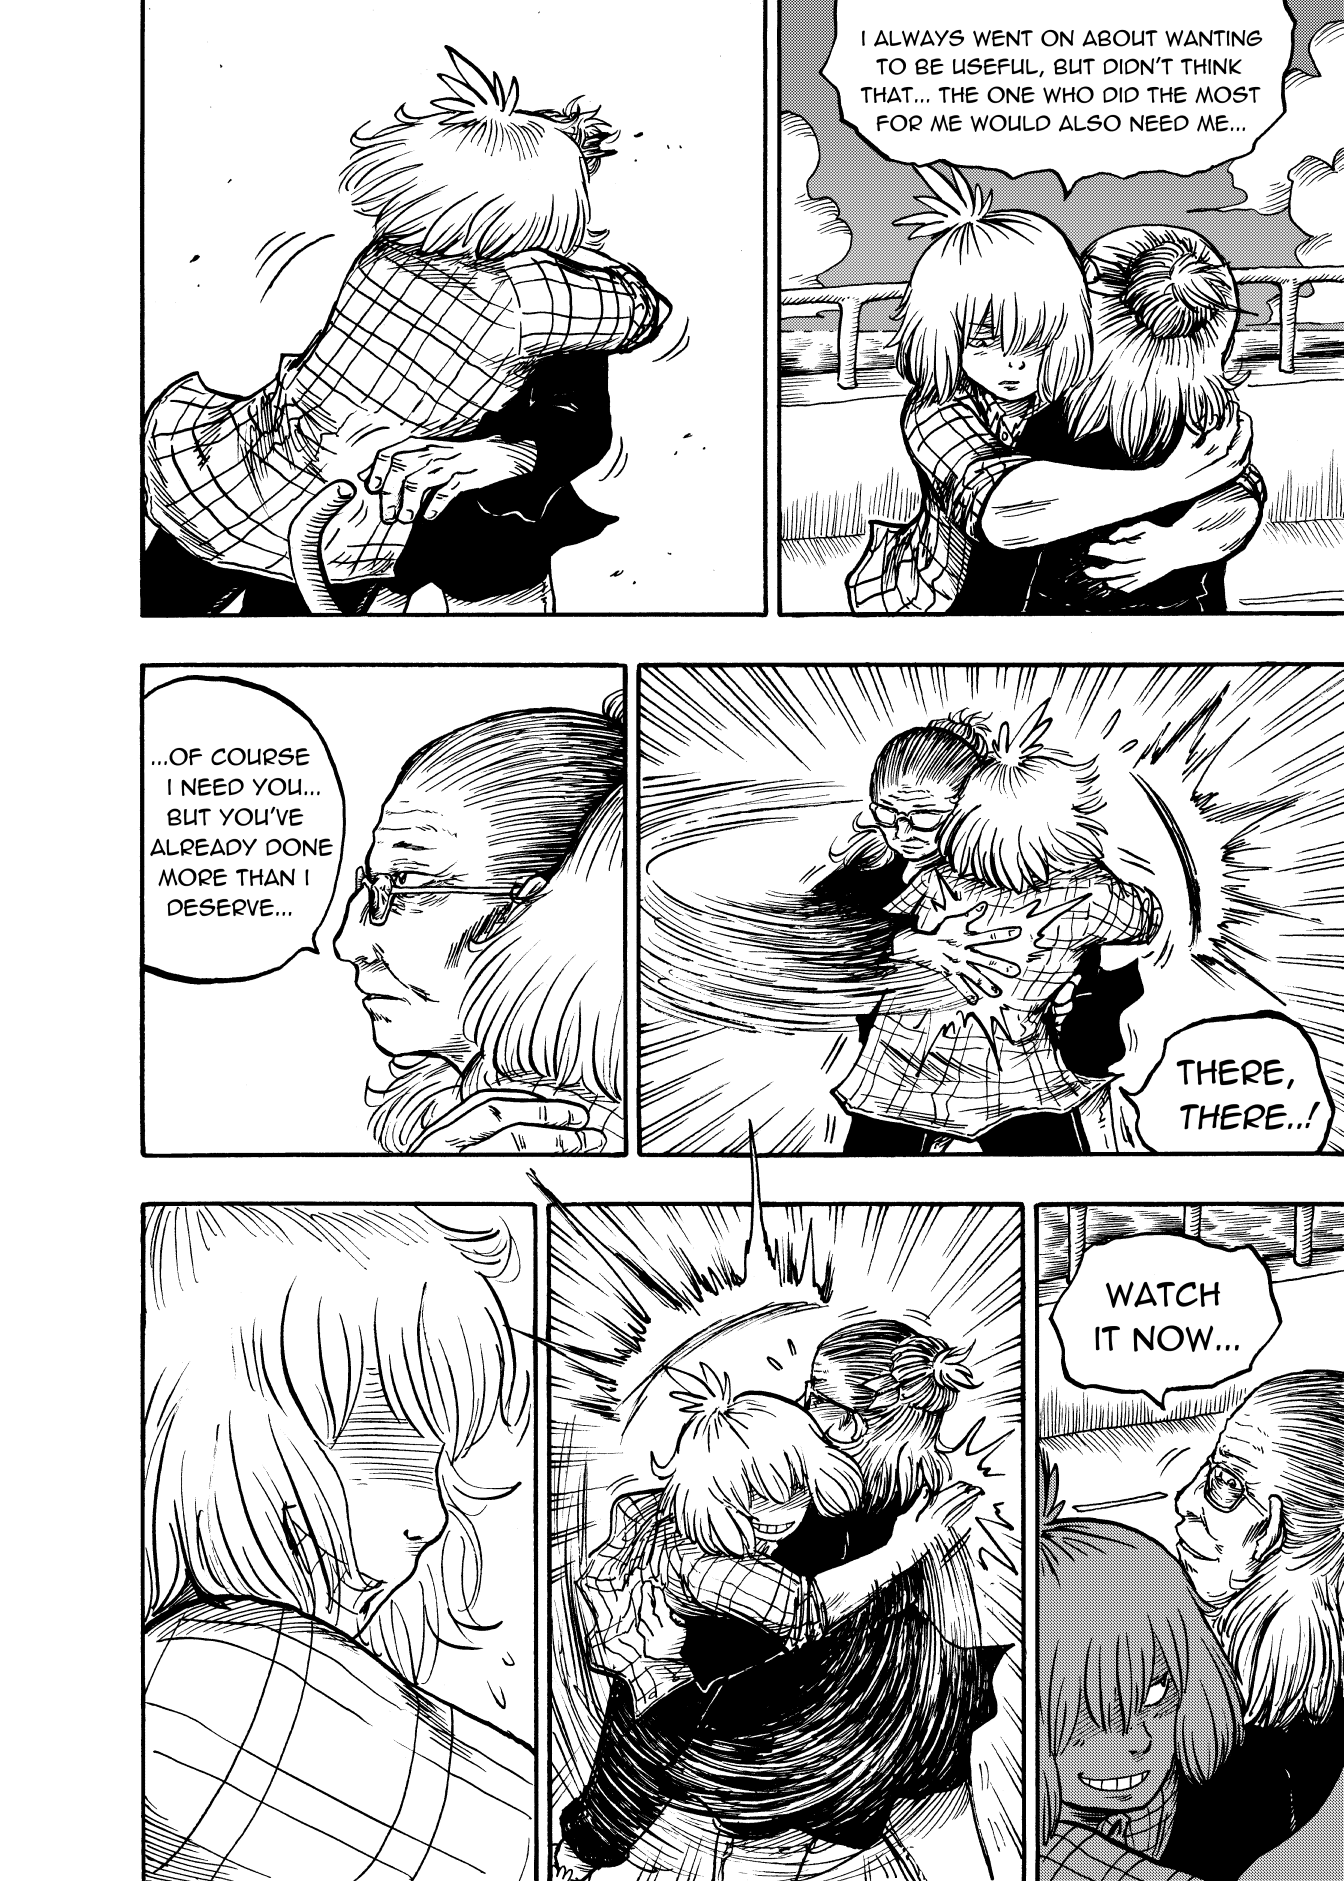 I ALWAYS WENT ON ABOUT WANTING
TO BE USEFUL, BUT DIDN'T THINK
THAT... THE ONE WHO DID THE MOST
FOR ME WOULD ALSO NEED ME...
THERE,
THERE..!
...OF COURSE
I NEED YOU...
BUT YOU'VE
ALREADY DONE
MORE THAN I
DESERVE...
WATCH
IT NOW...